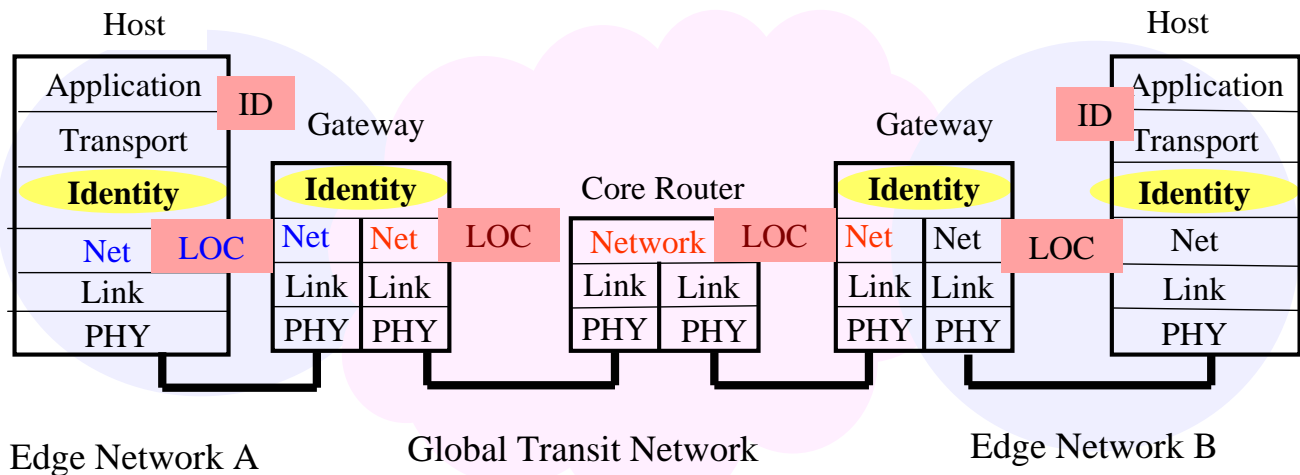 Host
Application
ID
Transport
Identity
Net
LOC
Link
PHY
Gateway
Identity
Net
Net
Link
Link
PHY
PHY
LOC
Core Router
Network
Link
Link
PHY
PHY
LOC
Gateway
Identity
Net
Net
Link
Link
PHY
PHY
LOC
Host
Application
ID
Transport
Identity
Net
Link
PHY
Edge Network A
Global Transit Network
Edge Network B